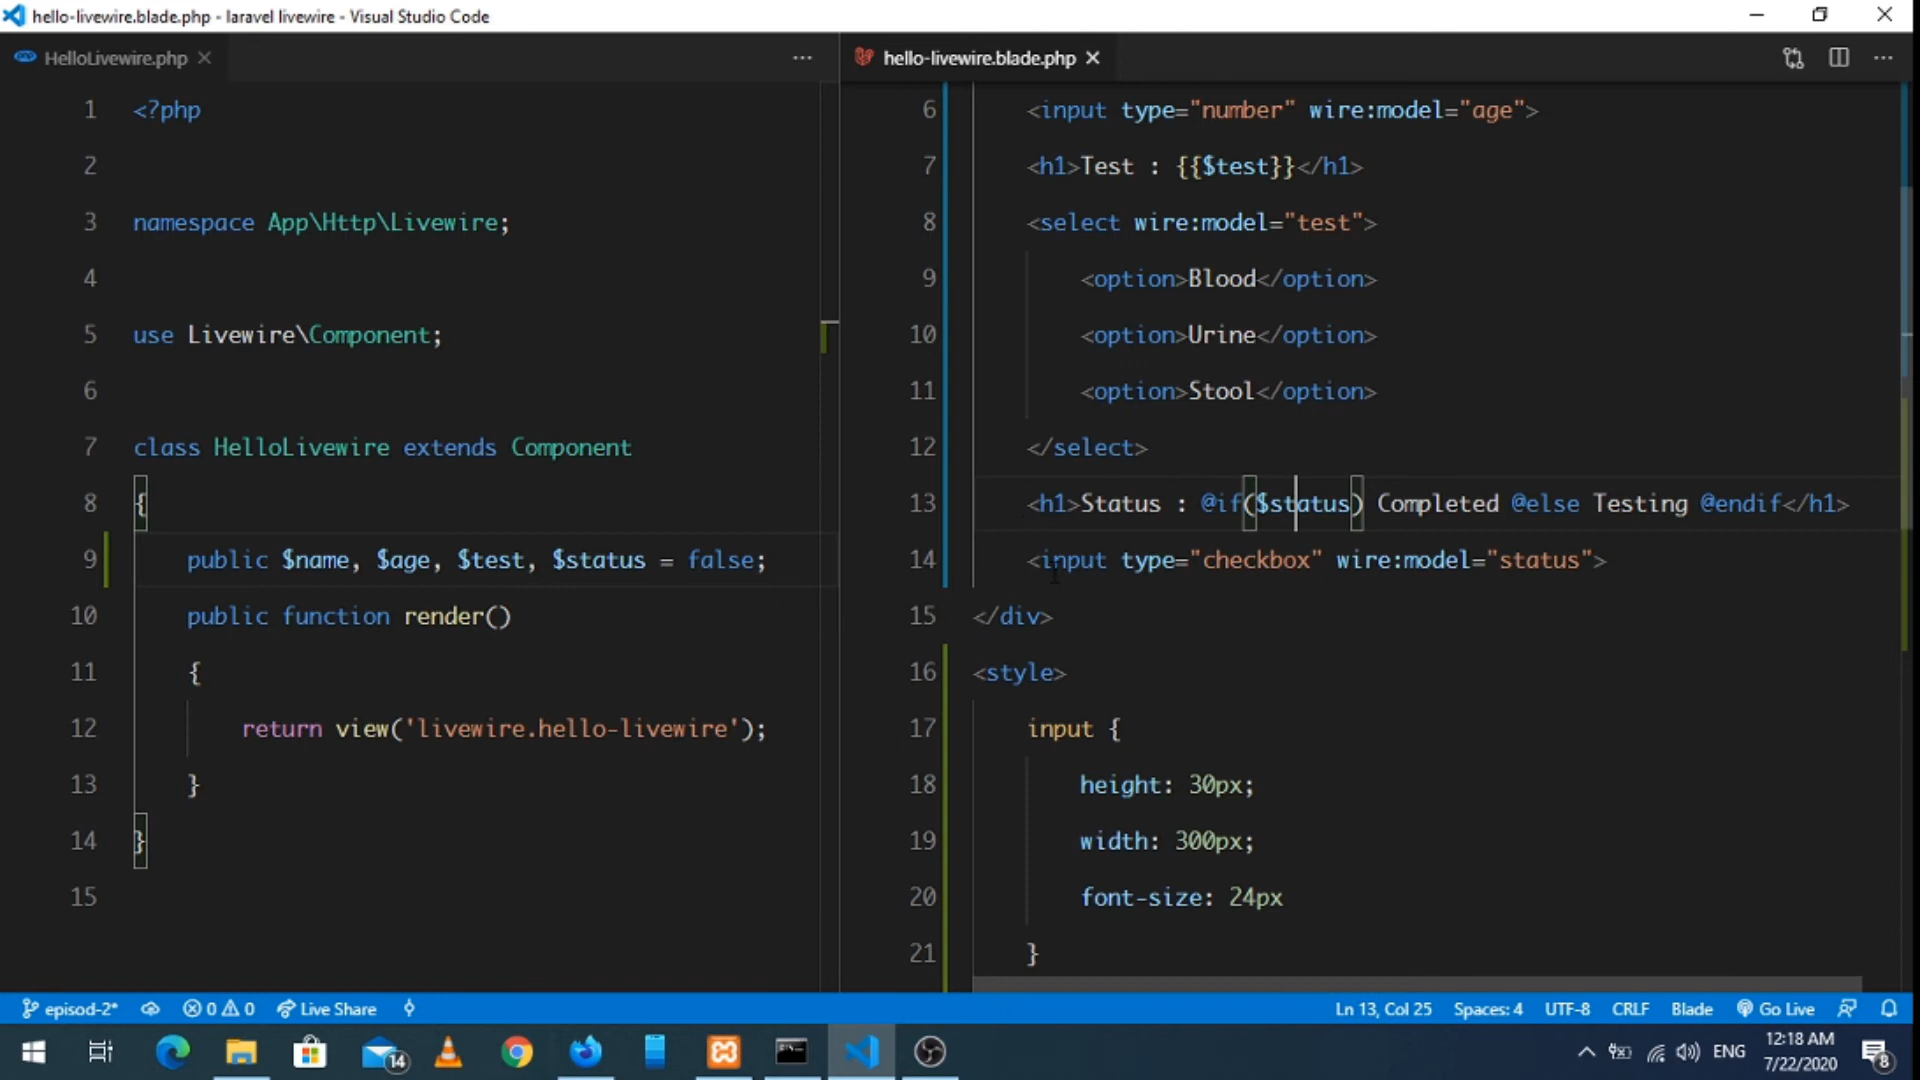 hello-livewire.blade.php - laravel livewire - Visual Studio Code
HelloLivewire.php
1 <?php
2
3 namespace App\Http\Livewire;
4
5 use Livewire\Component;
6
7 class HelloLivewire extends Component
8 {
9 public $name, $age, $test, $status = false;
10 public function render()
11 {
12 return view('livewire.hello-livewire');
13 }
14 }
15
hello-livewire.blade.php
6 <input type="number" wire:model="age">
7 <h1>Test : {{$test}}</h1>
8 <select wire:model="test">
9 <option>Blood</option>
10 <option>Urine</option>
11 <option>Stool</option>
12 </select>
13 <h1>Status : @if($status) Completed @else Testing @endif</h1>
14 <input type="checkbox" wire:model="status">
15 </div>
16 <style>
17 input {
18 height: 30px;
19 width: 300px;
20 font-size: 24px
21 }
episod-2* 0 0 Live Share Ln 13, Col 25 Spaces: 4 UTF-8 CRLF Blade Go Live
14 ENG 12:18 AM
7/22/2020 8